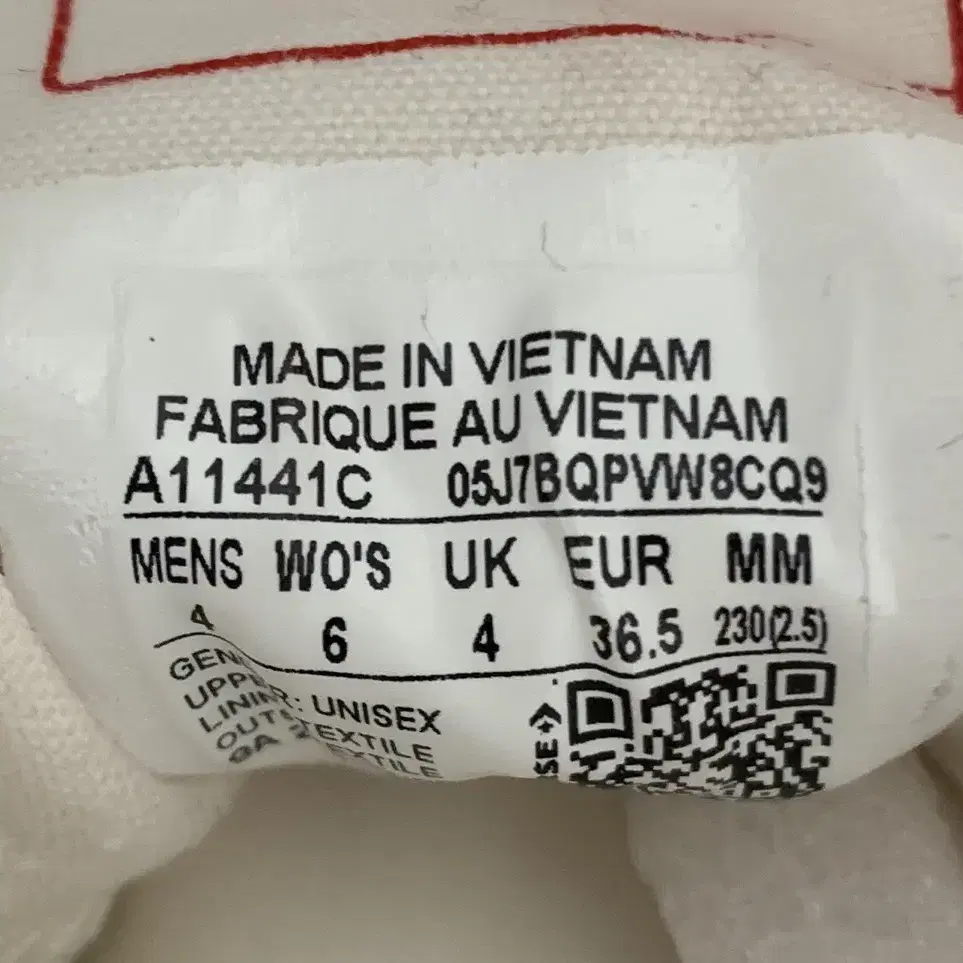 MADE IN VIETNAM
FABRIQUE AU VIETNAM
A11441C 05J7BQPVW8CQ9
MENS WO'S UK EUR MM
4 6 4 36.5 230(2.5)
UNISEX
TEXTILE